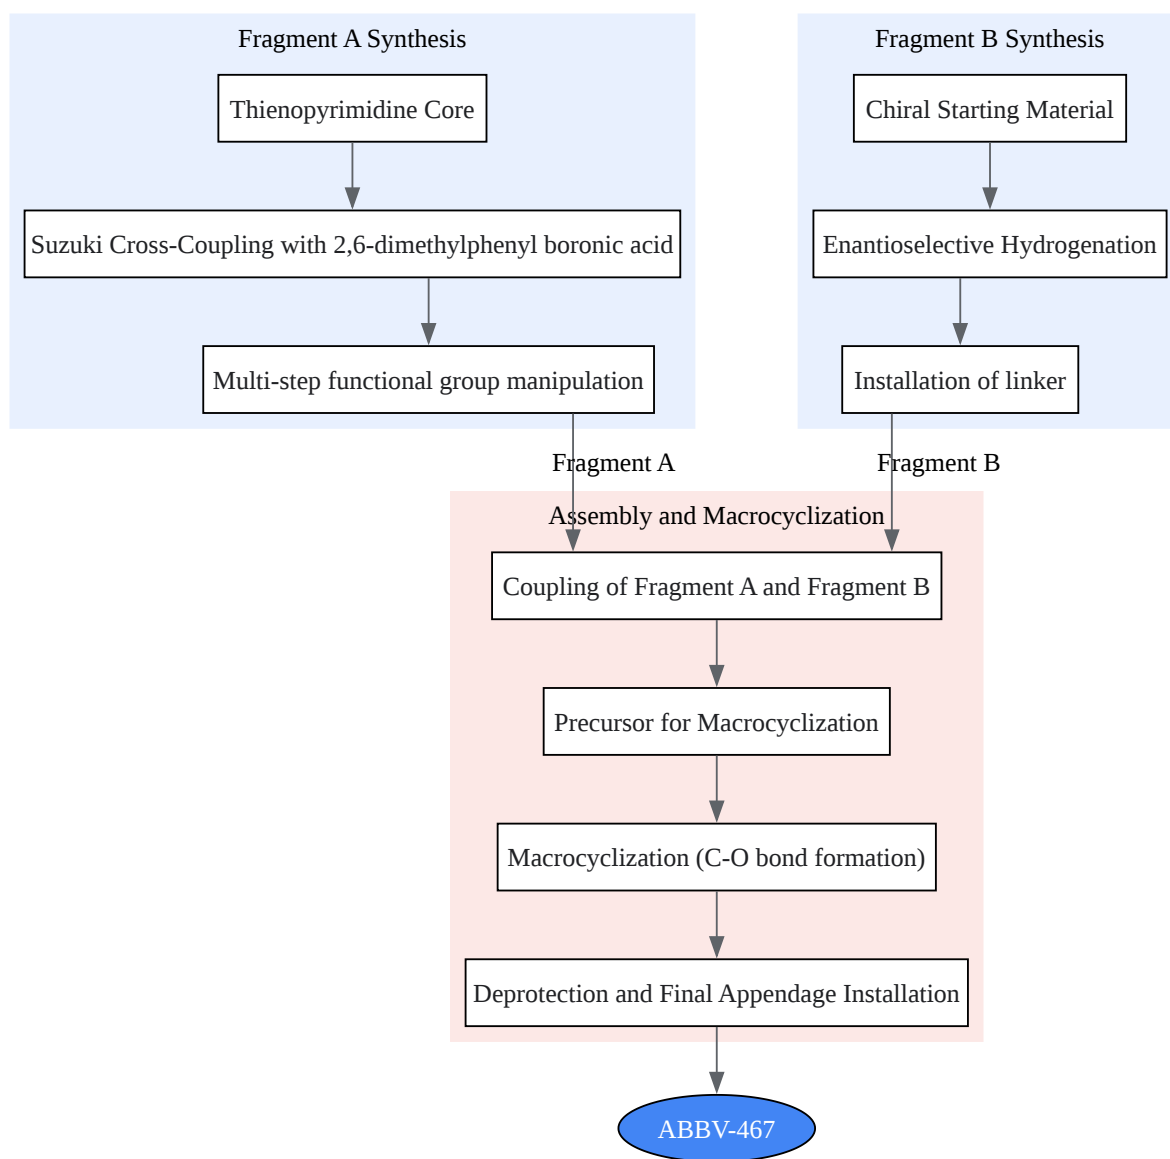 Fragment A Synthesis
Thienopyrimidine Core
Suzuki Cross-Coupling with 2,6-dimethylphenyl boronic acid
Multi-step functional group manipulation
Fragment B Synthesis
Chiral Starting Material
Enantioselective Hydrogenation
Installation of linker
Fragment A
Fragment B
Assembly and Macrocyclization
Coupling of Fragment A and Fragment B
Precursor for Macrocyclization
Macrocyclization (C-O bond formation)
Deprotection and Final Appendage Installation
ABBV-467